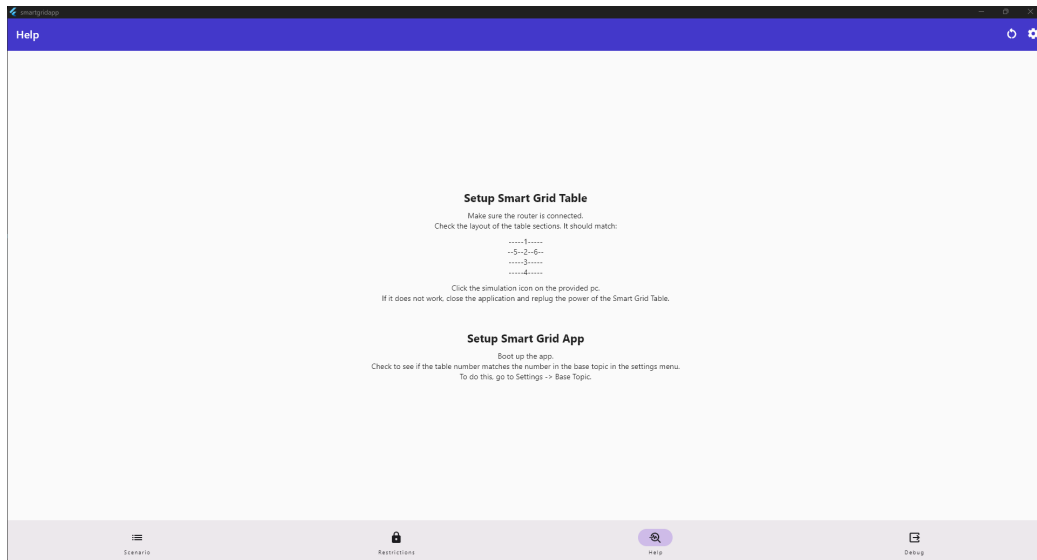 smartgridapp
Help
Setup Smart Grid Table
Make sure the router is connected.
Check the layout of the table sections. It should match:
-----1-----
--5--2--6--
-----3-----
-----4-----
Click the simulation icon on the provided pc.
If it does not work, close the application and replug the power of the Smart Grid Table.
Setup Smart Grid App
Boot up the app.
Check to see if the table number matches the number in the base topic in the settings menu.
To do this, go to Settings -> Base Topic.
Scenario
Restrictions
Help
Debug